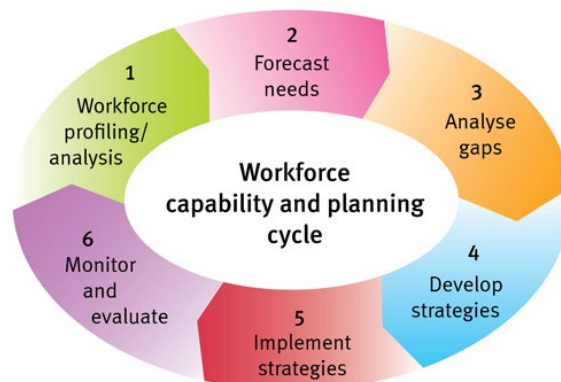 1
Workforce
profiling/
analysis
2
Forecast
needs
3
Analyse
gaps
4
Develop
strategies
5
Implement
strategies
6
Monitor
and
evaluate
Workforce
capability and planning
cycle